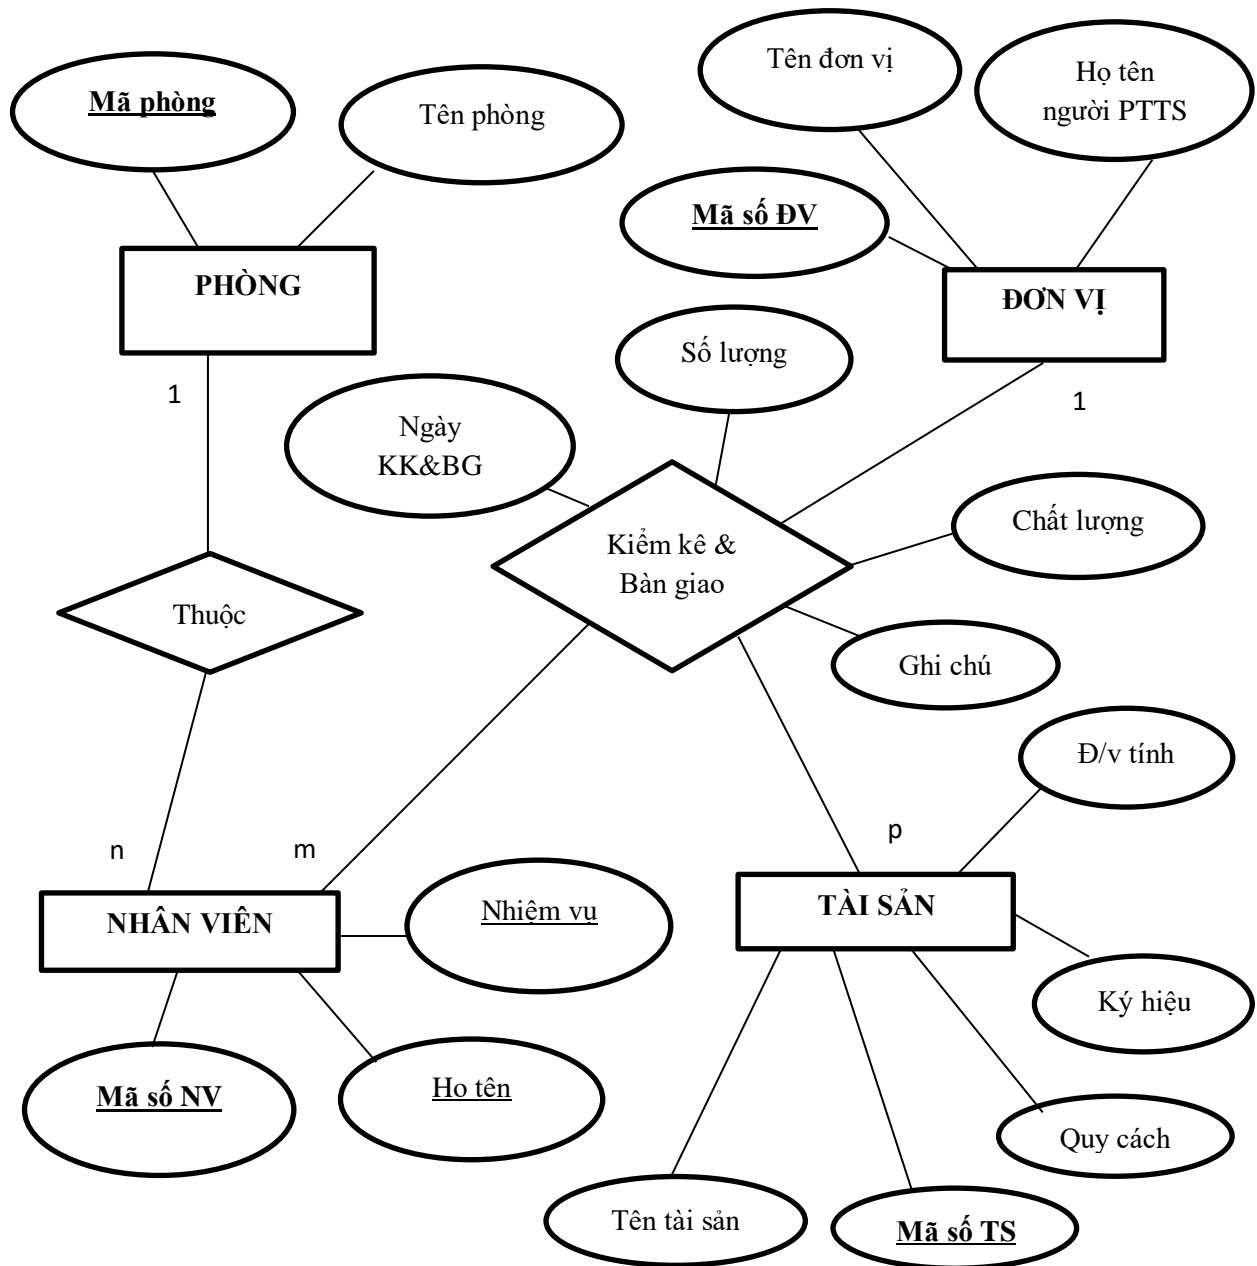 Tên đơn vị
Họ tên
người PTTS
Mã phòng
Tên phòng
Mã số ĐV
PHÒNG
ĐƠN VỊ
Số lượng
1
1
Ngày
KK&BG
Chất lượng
Kiểm kê &
Bàn giao
Thuộc
Ghi chú
Đ/v tính
n
m
p
NHÂN VIÊN
Nhiệm vụ
TÀI SẢN
Ký hiệu
Mã số NV
Ho tên
Quy cách
Tên tài sản
Mã số TS